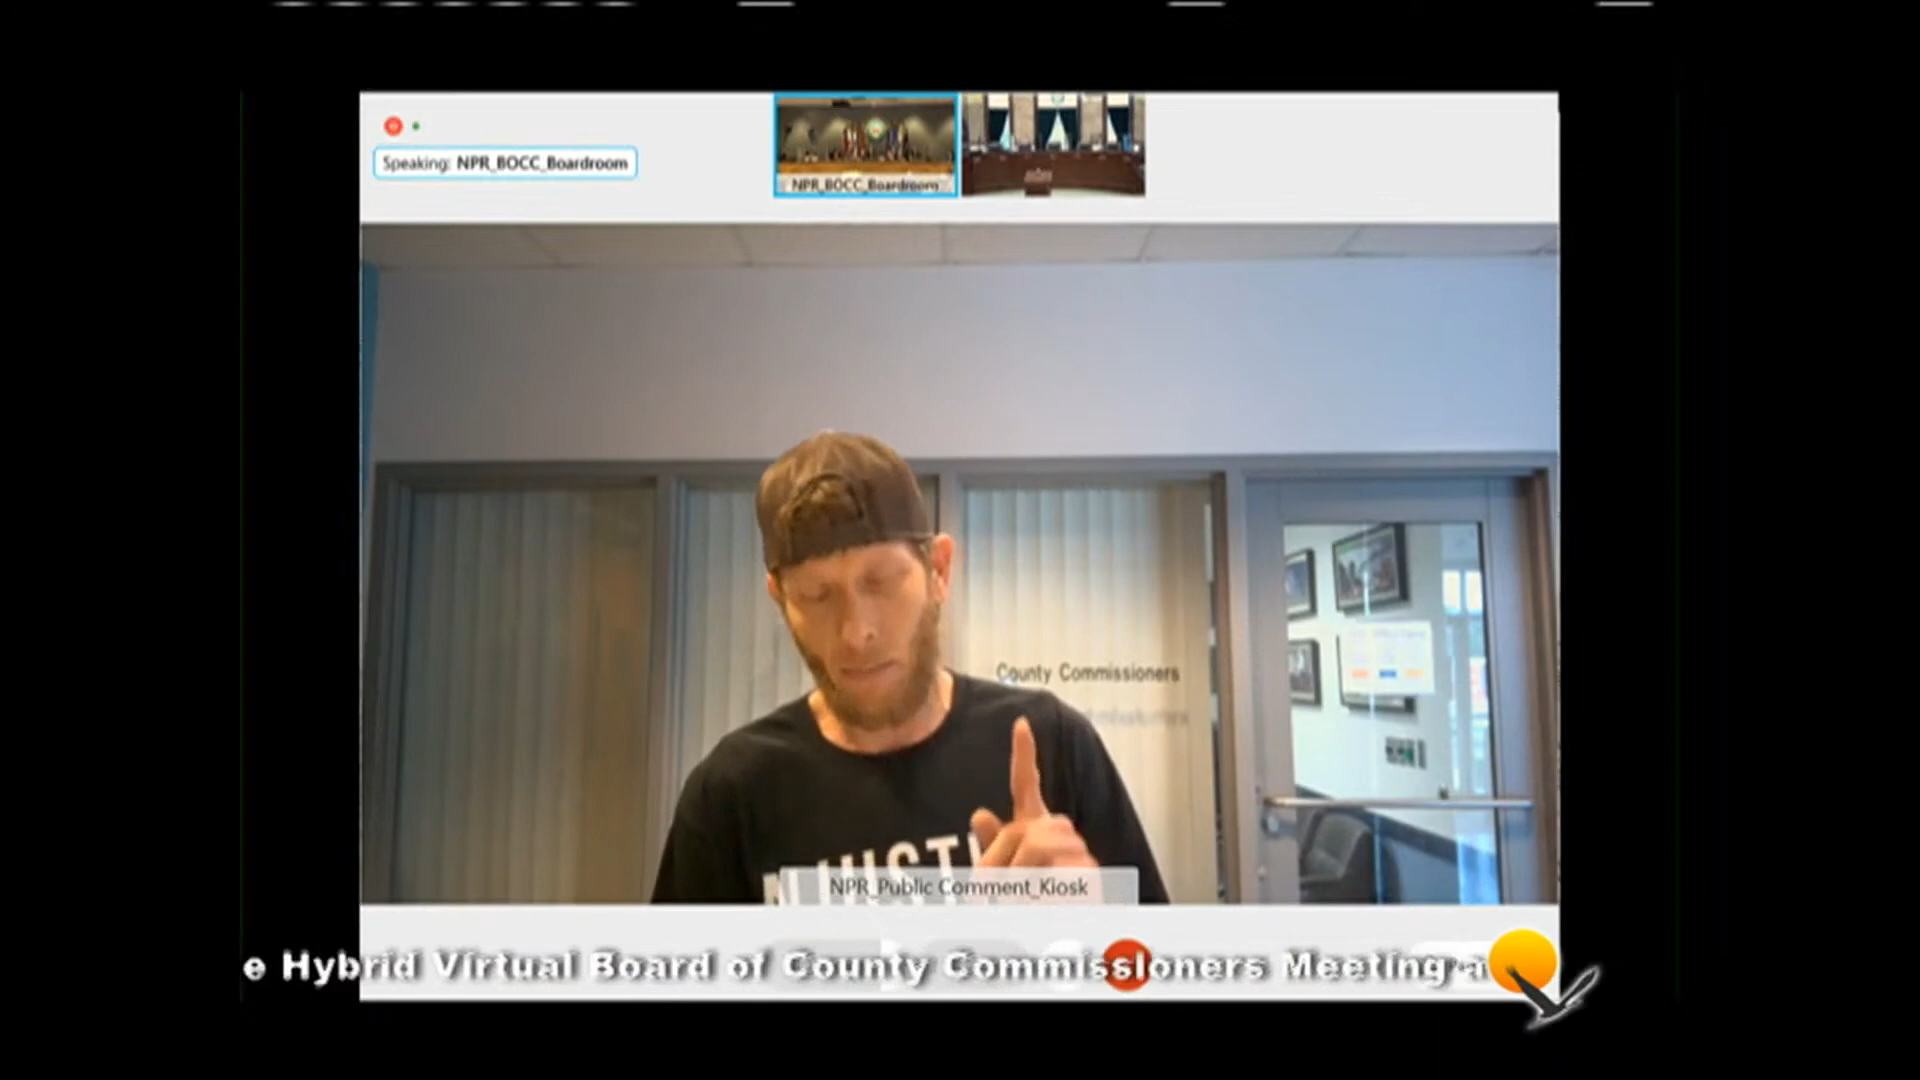 Speaking: NPR_BOCC_Boardroom
NPR_BOCC_Boardroom
County Commissioners
NPR_Public Comment_Kiosk
e Hybrid Virtual Board of County Commissioners Meeting